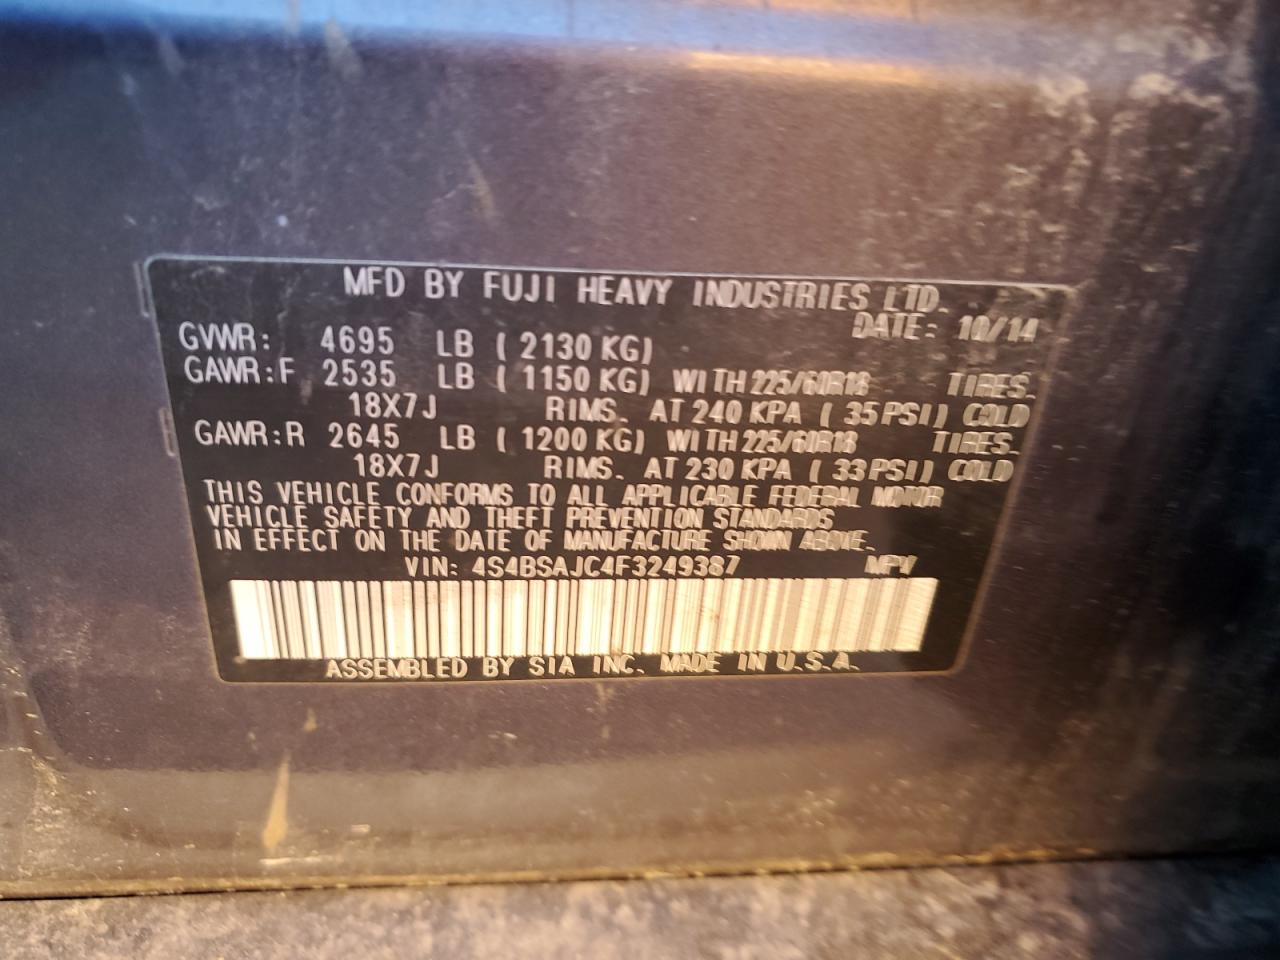 MFD BY FUJI HEAVY INDUSTRIES LTD.
DATE: 10/14
GVWR: 4695 LB ( 2130 KG)
GAWR:F 2535 LB ( 1150 KG) WITH 225/60R18 TIRES.
18X7J RIMS. AT 240 KPA ( 35 PSI) COLD
GAWR:R 2645 LB ( 1200 KG) WITH 225/60R18 TIRES.
18X7J RIMS. AT 230 KPA ( 33 PSI) COLD
THIS VEHICLE CONFORMS TO ALL APPLICABLE FEDERAL MOTOR
VEHICLE SAFETY AND THEFT PREVENTION STANDARDS
IN EFFECT ON THE DATE OF MANUFACTURE SHOWN ABOVE.
VIN: 4S4BSAJC4F3249387 MPV
ASSEMBLED BY SIA INC. MADE IN U.S.A.